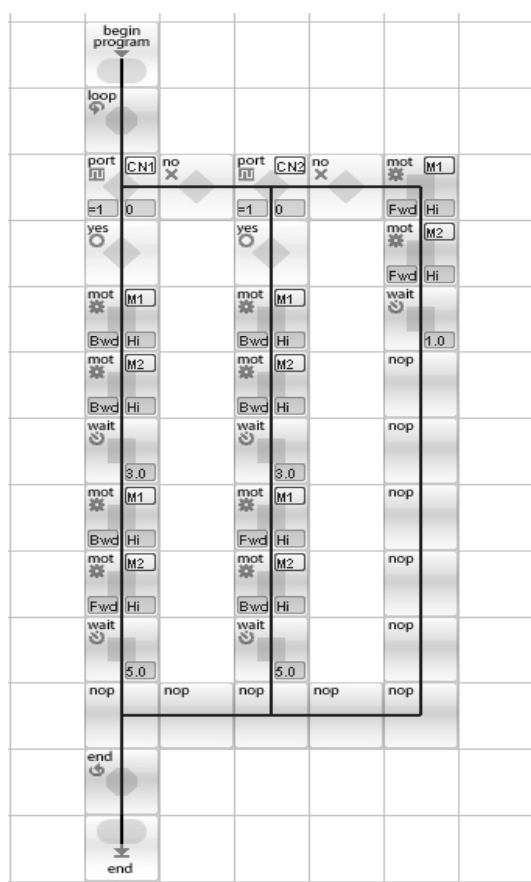 begin
program
loop
port CN1 no port CN2 no mot M1
=1 0 =1 0 Fwd Hi
yes yes mot M2
Fwd Hi
mot M1 mot M1 wait
Bwd Hi Bwd Hi 1.0
mot M2 mot M2 nop
Bwd Hi Bwd Hi
wait wait nop
3.0 3.0
mot M1 mot M1 nop
Bwd Hi Fwd Hi
mot M2 mot M2 nop
Fwd Hi Bwd Hi
wait wait nop
5.0 5.0
nop nop nop nop nop
end
end